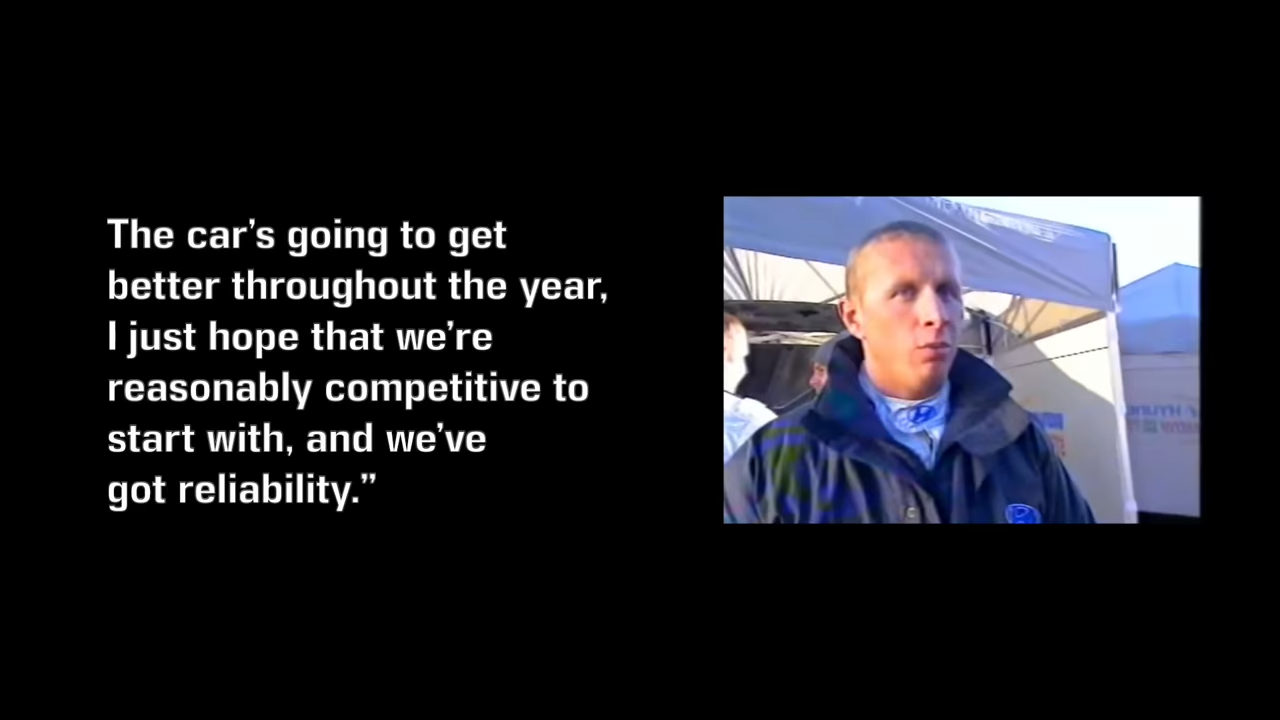 The car’s going to get
better throughout the year,
I just hope that we’re
reasonably competitive to
start with, and we’ve
got reliability.”